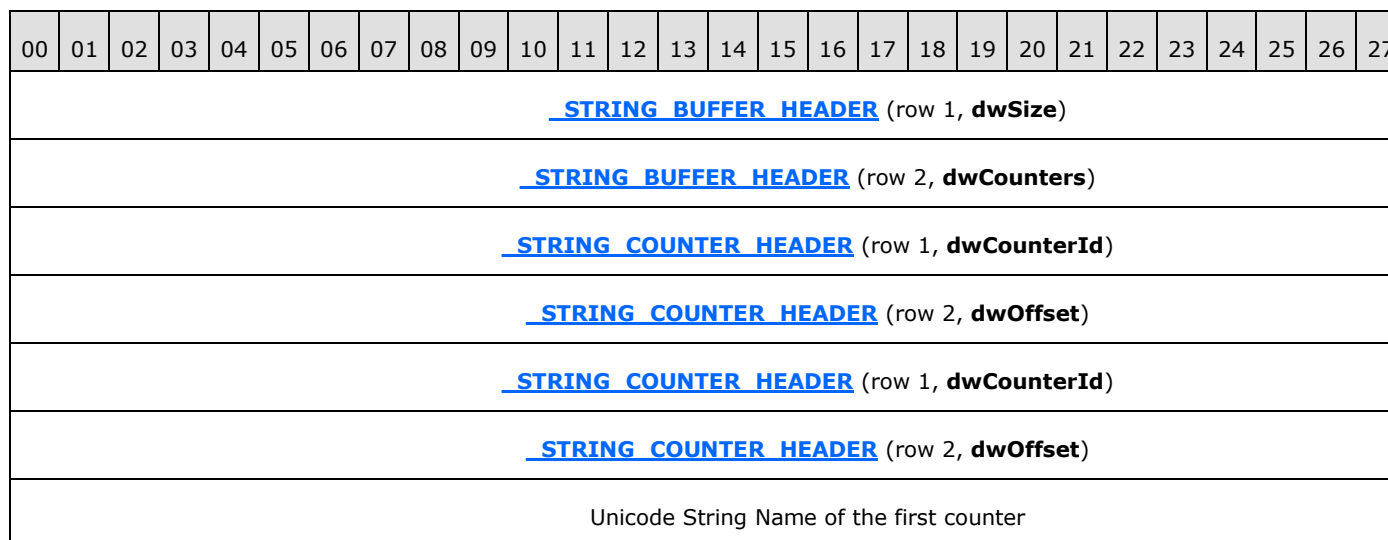 00 01 02 03 04 05 06 07 08 09 10 11 12 13 14 15 16 17 18 19 20 21 22 23 24 25 26 27
_STRING_BUFFER_HEADER (row 1, dwSize)
_STRING_BUFFER_HEADER (row 2, dwCounters)
_STRING_COUNTER_HEADER (row 1, dwCounterId)
_STRING_COUNTER_HEADER (row 2, dwOffset)
_STRING_COUNTER_HEADER (row 1, dwCounterId)
_STRING_COUNTER_HEADER (row 2, dwOffset)
Unicode String Name of the first counter